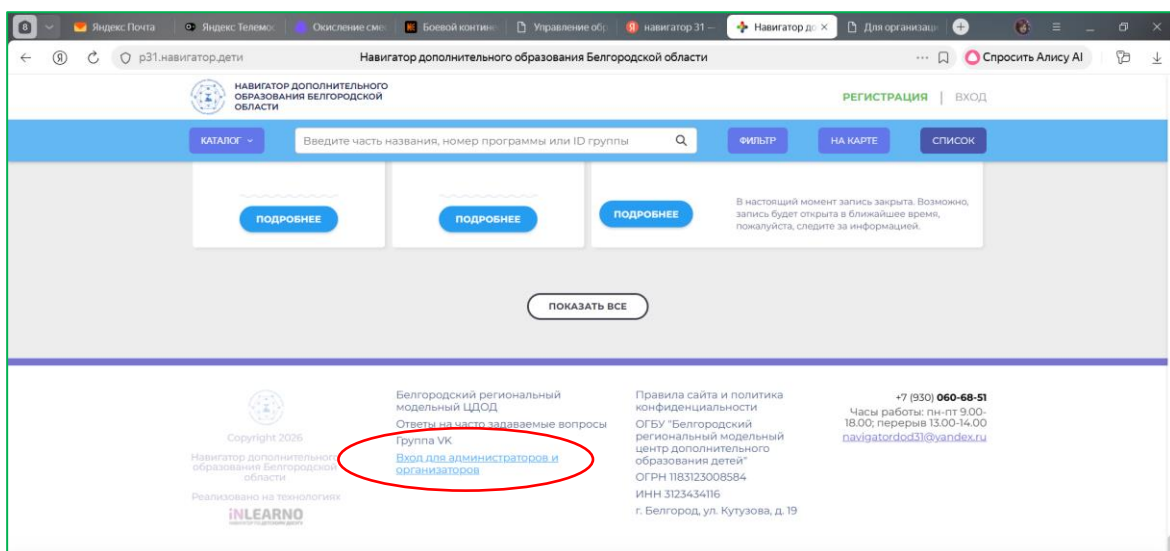 8
Яндекс Почта
Яндекс Телемос
Окисление смес
Боевой контин
Управление обр
навигатор 31 —
Навигатор до
Для организаци
р31.навигатор.дети
Навигатор дополнительного образования Белгородской области
Спросить Алису AI
НАВИГАТОР ДОПОЛНИТЕЛЬНОГО
ОБРАЗОВАНИЯ БЕЛГОРОДСКОЙ
ОБЛАСТИ
РЕГИСТРАЦИЯ | ВХОД
КАТАЛОГ
Введите часть названия, номер программы или ID группы
ФИЛЬТР
НА КАРТЕ
СПИСОК
ПОДРОБНЕЕ
ПОДРОБНЕЕ
ПОДРОБНЕЕ
В настоящий момент запись закрыта. Возможно,
запись будет открыта в ближайшее время,
пожалуйста, следите за информацией.
ПОКАЗАТЬ ВСЕ
Copyright 2026
Навигатор дополнительного
образования Белгородской
области
Реализовано на технологиях
iNLEARNO
Белгородский региональный
модельный ЦДОД
Ответы на часто задаваемые вопросы
Группа VK
Вход для администраторов и
организаторов
Правила сайта и политика
конфиденциальности
ОГБУ "Белгородский
региональный модельный
центр дополнительного
образования детей"
ОГРН 1183123008584
ИНН 3123434116
г. Белгород, ул. Кутузова, д. 19
+7 (930) 060-68-51
Часы работы: пн-пт 9.00-
18.00; перерыв 13.00-14.00
navigatordod31@yandex.ru